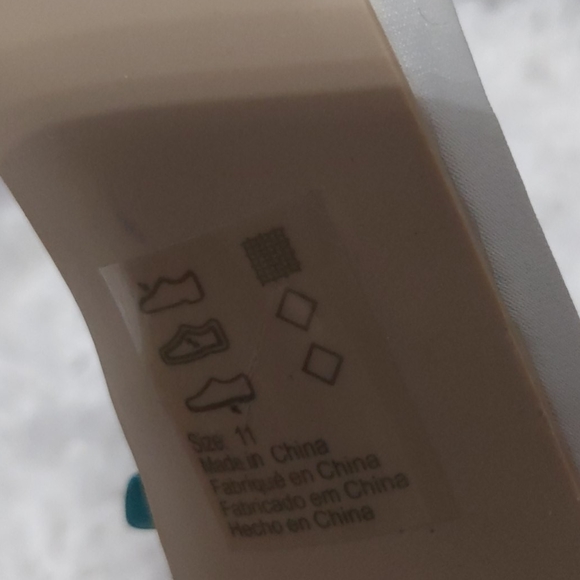 Size: 11
Made in China
Fabriqué en China
Fabricado em China
Hecho en China